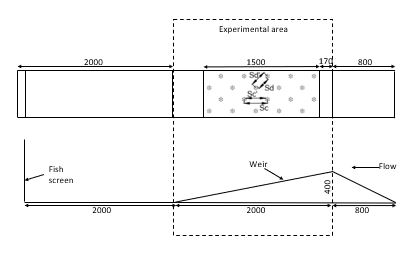 Experimental area
2000
1500
170
800
Sd'
Sd
Sc'
Sc
Fish
screen
Weir
Flow
400
2000
2000
800